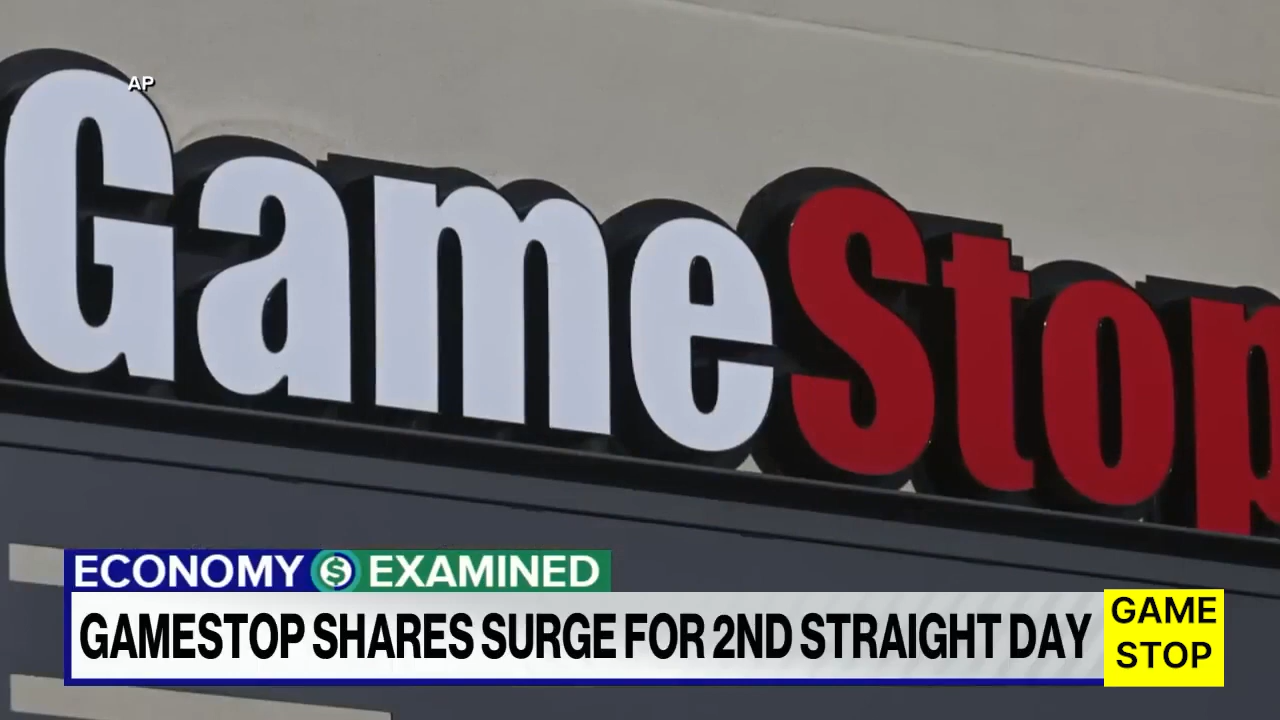 AP
GameStop
ECONOMY $ EXAMINED
GAMESTOP SHARES SURGE FOR 2ND STRAIGHT DAY
GAME
STOP